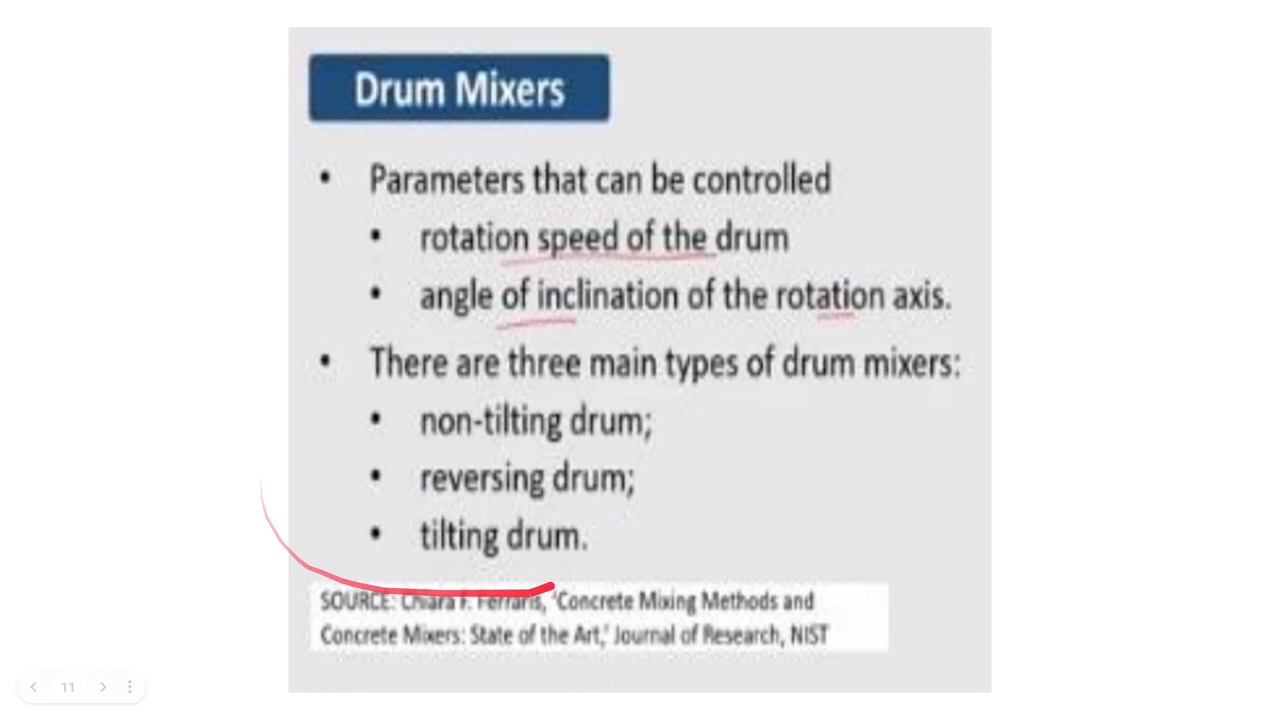 Drum Mixers
• Parameters that can be controlled
• rotation speed of the drum
• angle of inclination of the rotation axis.
• There are three main types of drum mixers:
• non-tilting drum;
• reversing drum;
• tilting drum.
SOURCE: Chiara F. Ferraris, 'Concrete Mixing Methods and
Concrete Mixers: State of the Art,' Journal of Research, NIST
11